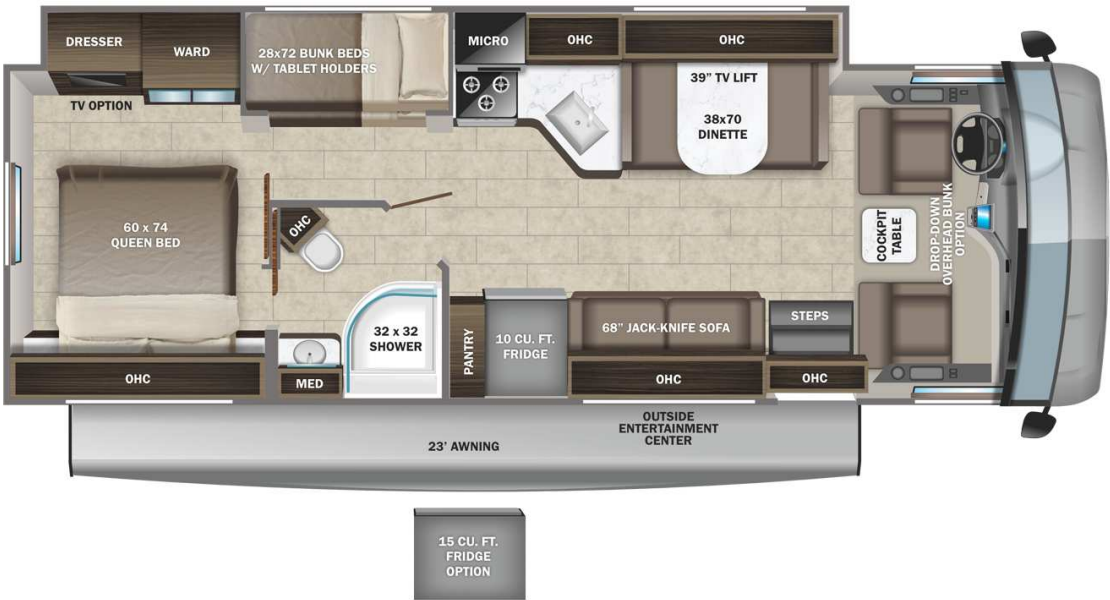 DRESSER
WARD
28x72 BUNK BEDS
W/ TABLET HOLDERS
MICRO
OHC
OHC
TV OPTION
39" TV LIFT
38x70
DINETTE
60 x 74
QUEEN BED
OHC
COCKPIT
TABLE
DROP-DOWN
OVERHEAD BUNK
OPTION
32 x 32
SHOWER
PANTRY
10 CU. FT.
FRIDGE
68" JACK-KNIFE SOFA
STEPS
OHC
MED
OHC
OHC
OUTSIDE
ENTERTAINMENT
CENTER
23' AWNING
15 CU. FT.
FRIDGE
OPTION